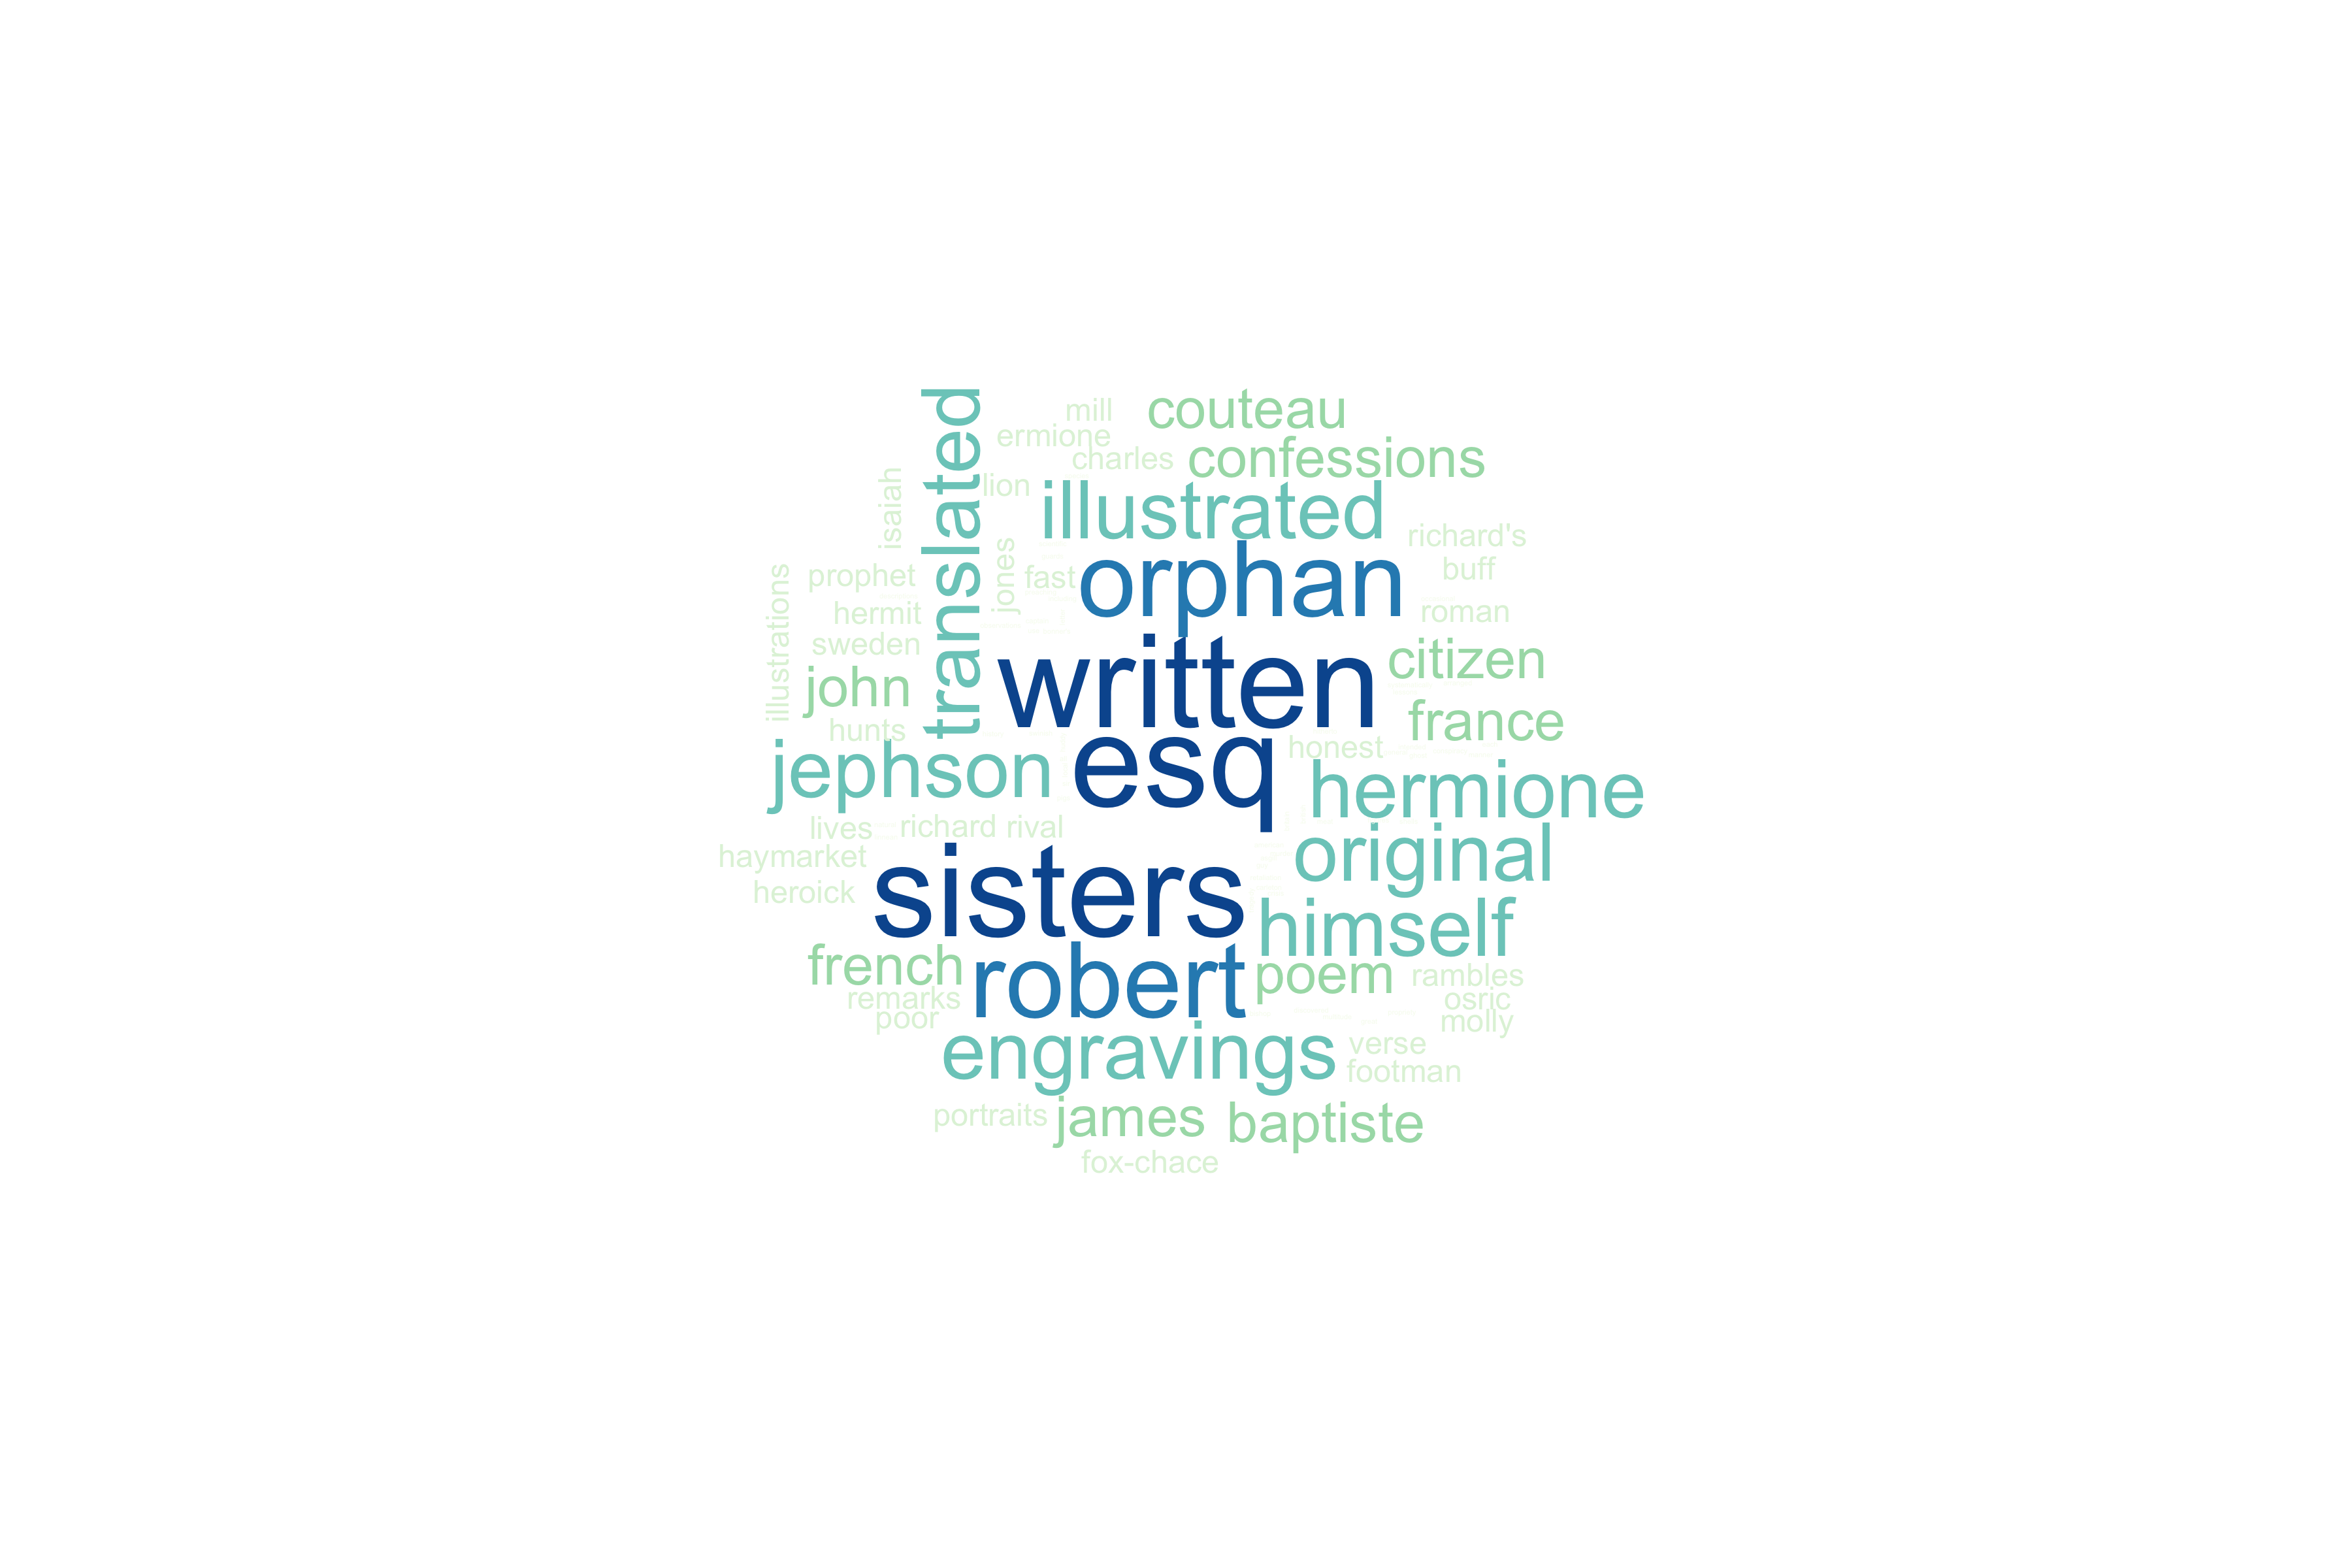 mill
couteau
ermione
charles
confessions
translated
isaiah
lion
illustrated
richard's
orphan
jones
fast
prophet
buff
illustrations
hermit
roman
sweden
written
citizen
john
hunts
france
esq
honest
jephson
hermione
lives
richard
rival
haymarket
original
heroick
sisters
himself
french
robert
poem
rambles
remarks
osric
poor
molly
engravings
verse
footman
portraits
james
baptiste
fox-chace